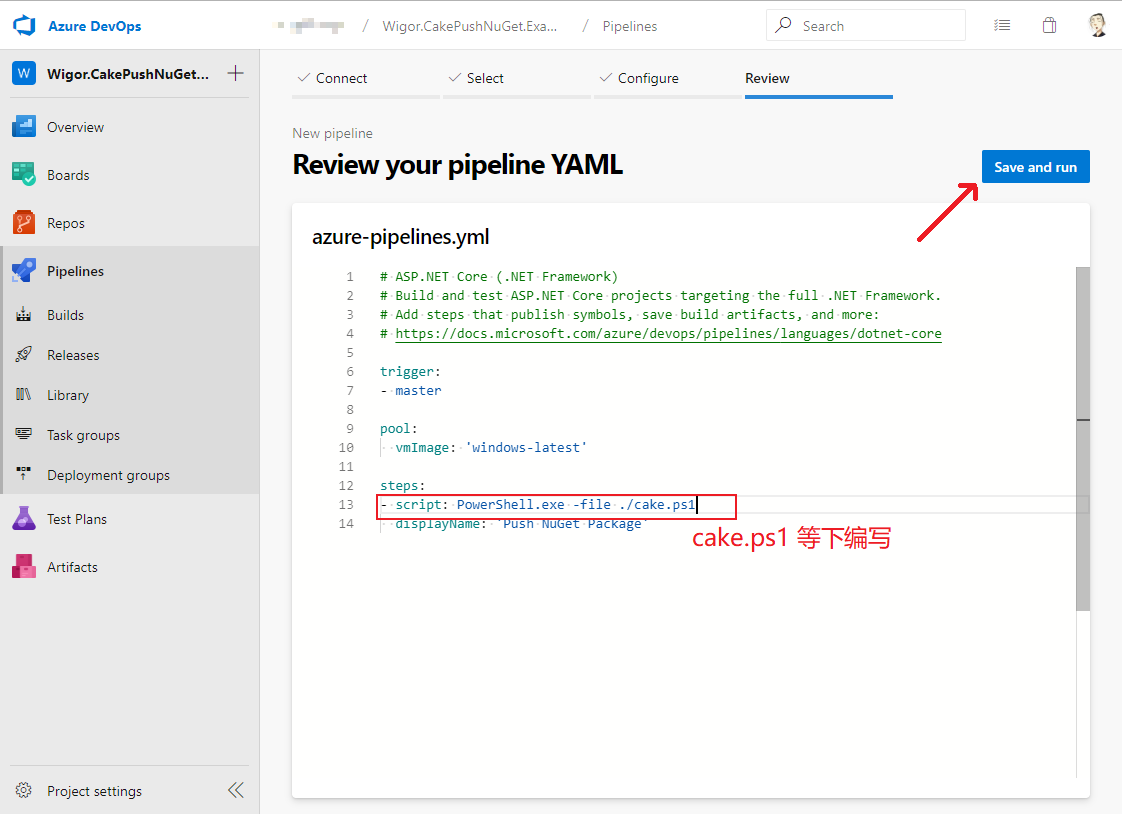 Azure DevOps / Wigor.CakePushNuGet.Exa... / Pipelines Search
W Wigor.CakePushNuGet...
Overview
Boards
Repos
Pipelines
Builds
Releases
Library
Task groups
Deployment groups
Test Plans
Artifacts
Project settings
Connect Select Configure Review
New pipeline
Review your pipeline YAML
Save and run
azure-pipelines.yml
1 # ASP.NET Core (.NET Framework)
2 # Build and test ASP.NET Core projects targeting the full .NET Framework.
3 # Add steps that publish symbols, save build artifacts, and more:
4 # https://docs.microsoft.com/azure/devops/pipelines/languages/dotnet-core
5
6 trigger:
7 - master
8
9 pool:
10 vmImage: 'windows-latest'
11
12 steps:
13 - script: PowerShell.exe -file ./cake.ps1
14 displayName: 'Push NuGet Package'
cake.ps1 等下编写